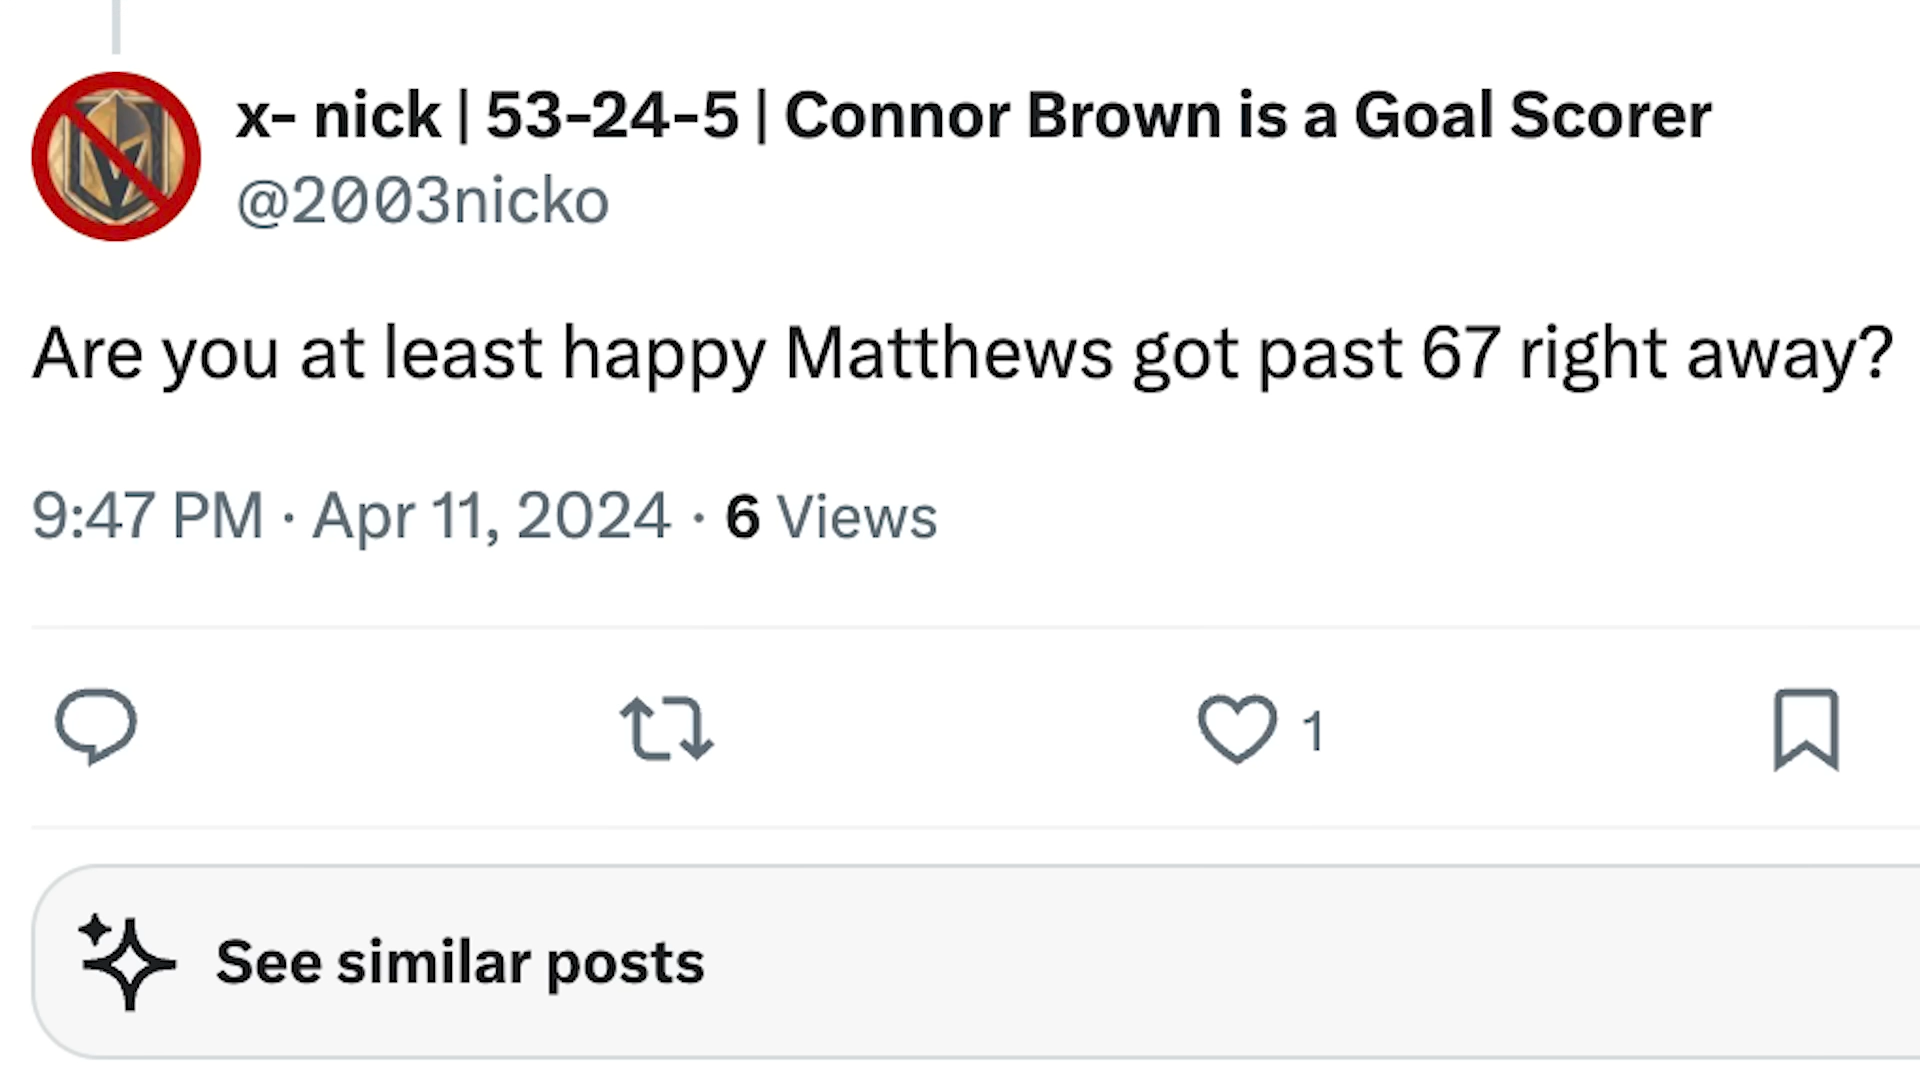 x- nick | 53-24-5 | Connor Brown is a Goal Scorer
@2003nicko
Are you at least happy Matthews got past 67 right away?
9:47 PM · Apr 11, 2024 · 6 Views
1
See similar posts